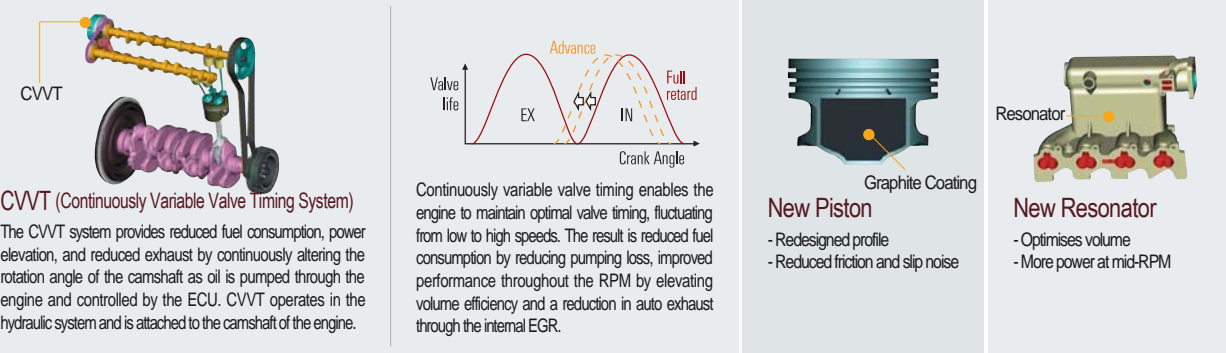 CVVT
CVVT (Continuously Variable Valve Timing System)
The CVVT system provides reduced fuel consumption, power
elevation, and reduced exhaust by continuously altering the
rotation angle of the camshaft as oil is pumped through the
engine and controlled by the ECU. CVVT operates in the
hydraulic system and is attached to the camshaft of the engine.
Advance
Valve
life
Full
retard
EX
IN
Crank Angle
Continuously variable valve timing enables the
engine to maintain optimal valve timing, fluctuating
from low to high speeds. The result is reduced fuel
consumption by reducing pumping loss, improved
performance throughout the RPM by elevating
volume efficiency and a reduction in auto exhaust
through the internal EGR.
Graphite Coating
New Piston
- Redesigned profile
- Reduced friction and slip noise
Resonator
New Resonator
- Optimises volume
- More power at mid-RPM